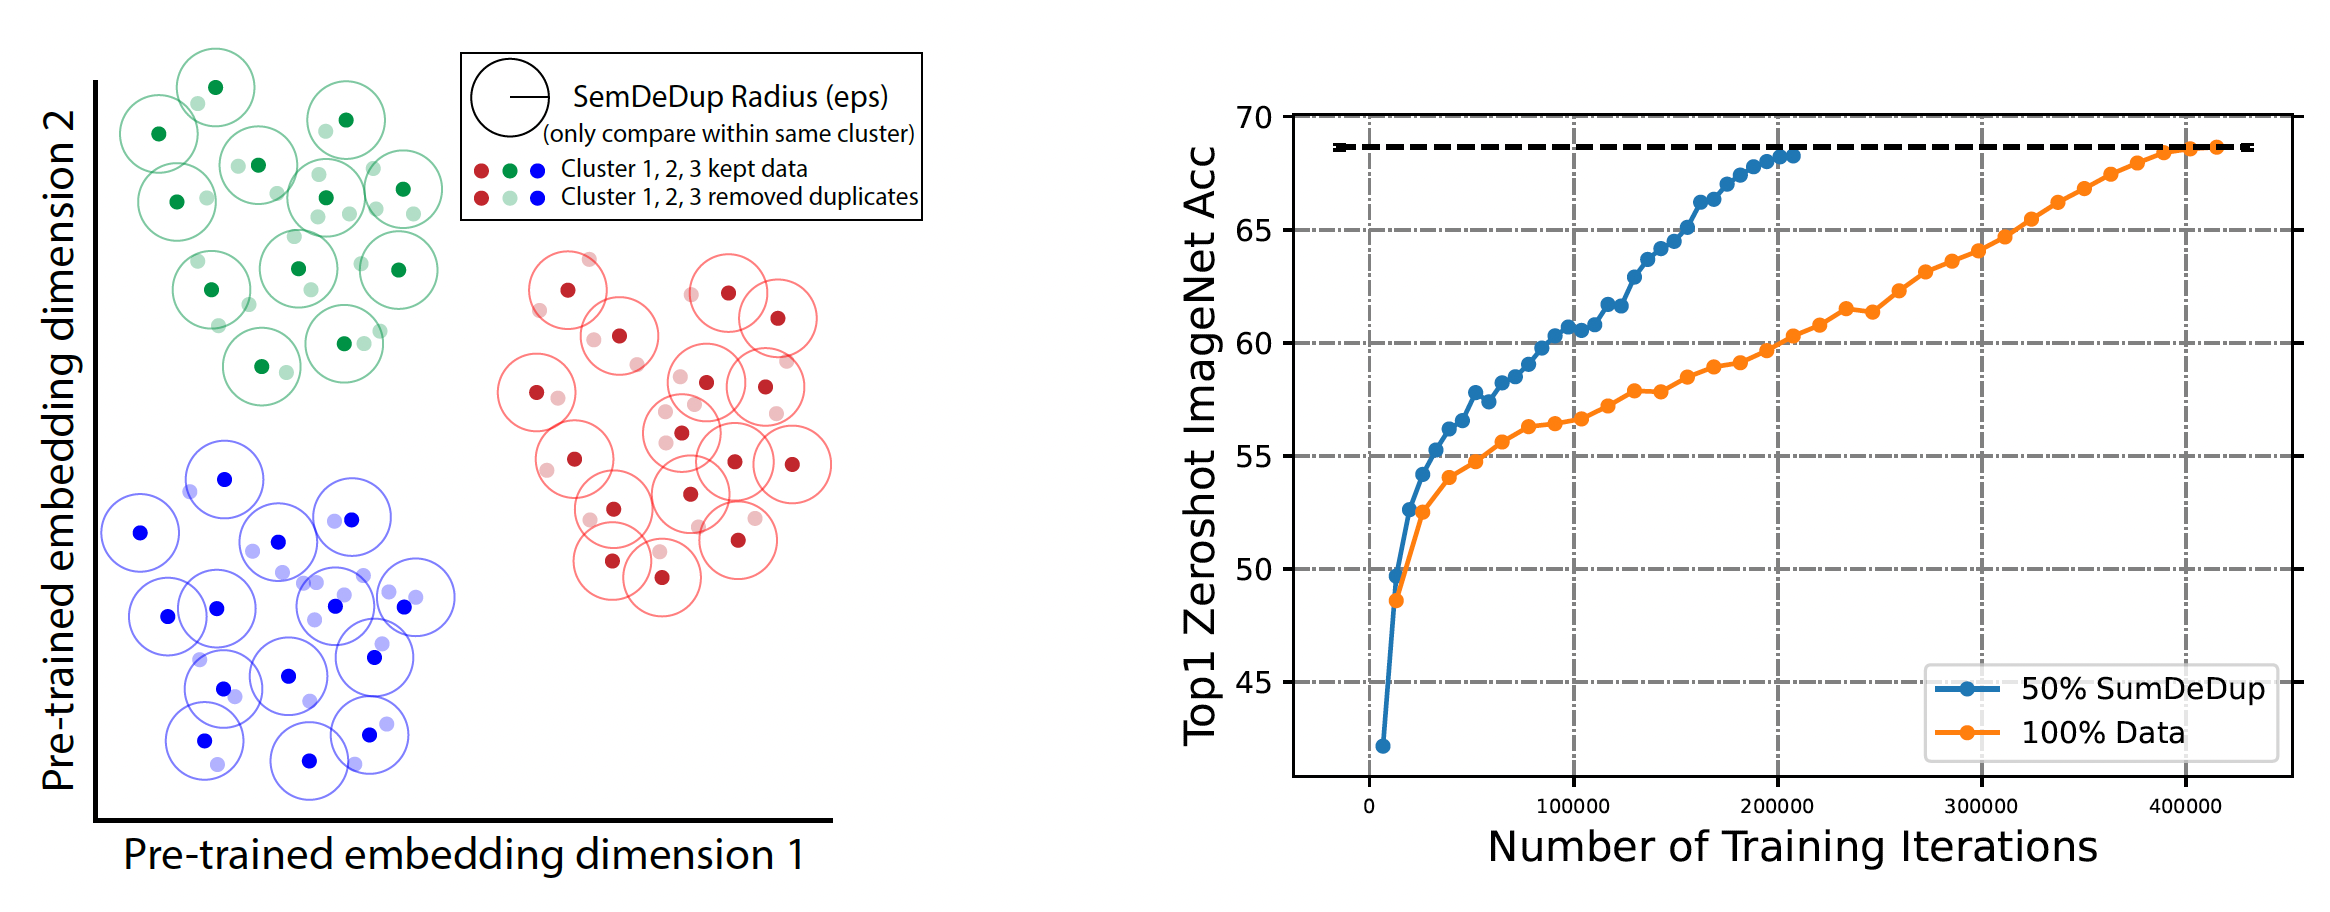 Pre-trained embedding dimension 2
SemDeDup Radius (eps)
(only compare within same cluster)
Cluster 1, 2, 3 kept data
Cluster 1, 2, 3 removed duplicates
Pre-trained embedding dimension 1
Top1 Zeroshot ImageNet Acc
70
65
60
55
50
45
50% SumDeDup
100% Data
0 100000 200000 300000 400000
Number of Training Iterations